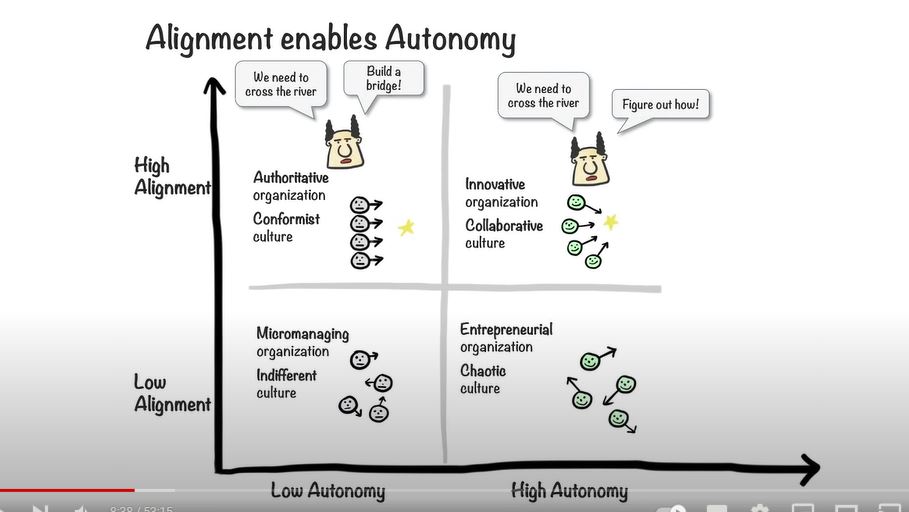 Alignment enables Autonomy
We need to
cross the river
Build a
bridge!
We need to
cross the river
Figure out how!
High
Alignment
Authoritative
organization
Conformist
culture
Innovative
organization
Collaborative
culture
Low
Alignment
Micromanaging
organization
Indifferent
culture
Entrepreneurial
organization
Chaotic
culture
Low Autonomy
High Autonomy
8:38 / 53:15